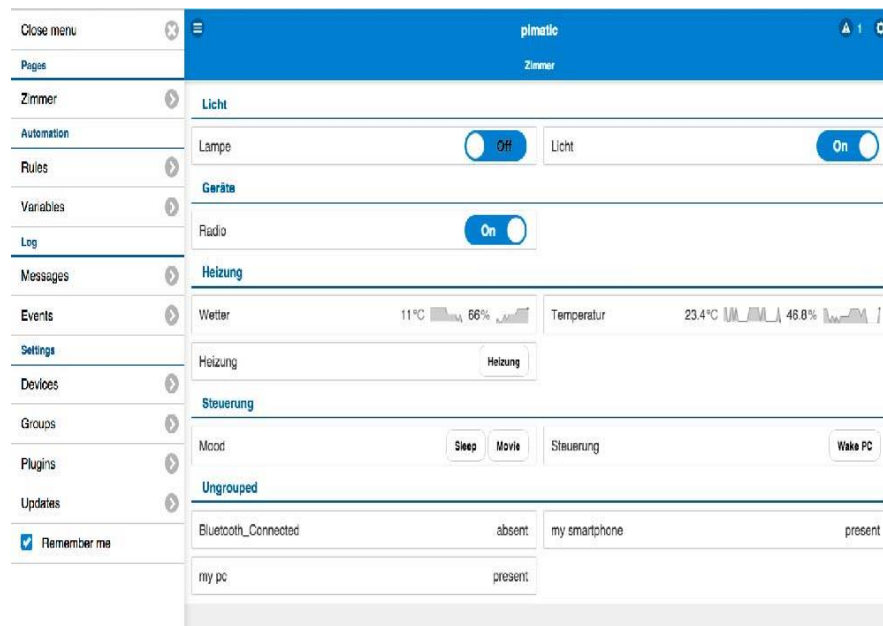 Close menu
Pages
Zimmer
Automation
Rules
Variables
Log
Messages
Events
Settings
Devices
Groups
Plugins
Updates
Remember me
pimatic
1
Zimmer
Licht
Lampe Off
Licht On
Geräte
Radio On
Heizung
Wetter 11°C 66%
Temperatur 23.4°C 46.8%
Heizung Heizung
Steuerung
Mood Sleep Movie
Steuerung Wake PC
Ungrouped
Bluetooth_Connected absent
my smartphone present
my pc present